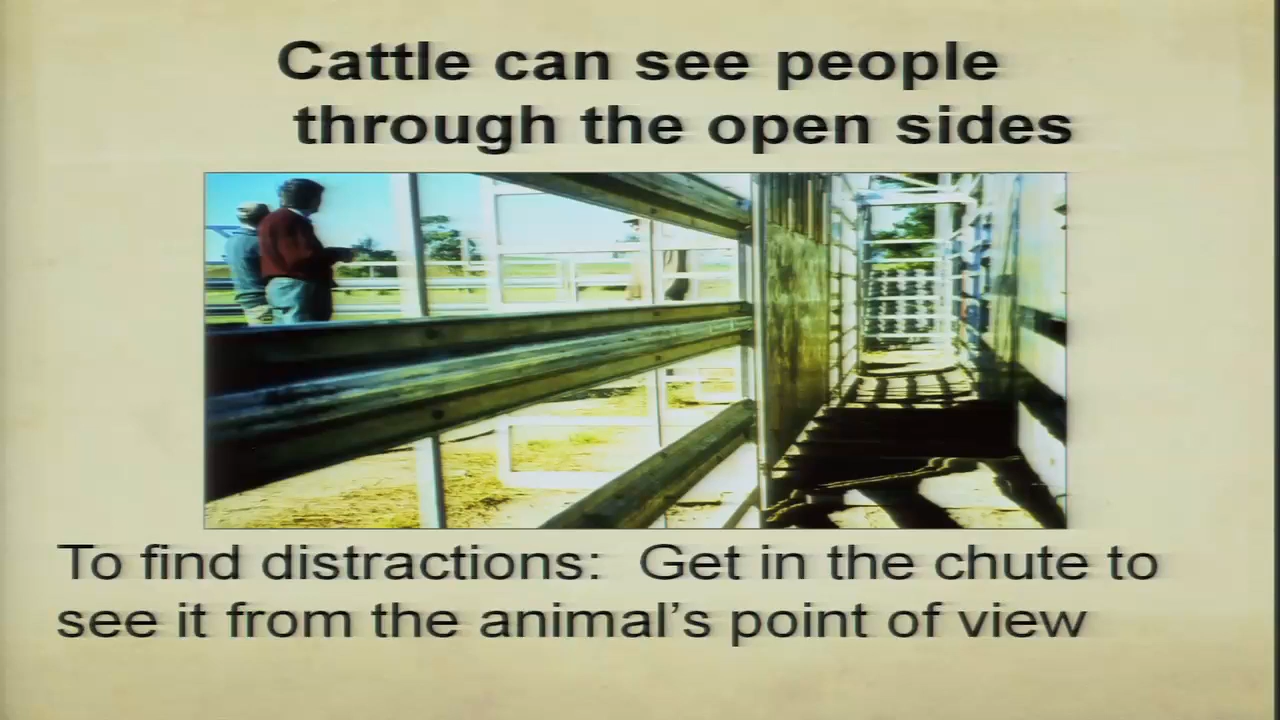 Cattle can see people
through the open sides
To find distractions: Get in the chute to
see it from the animal's point of view